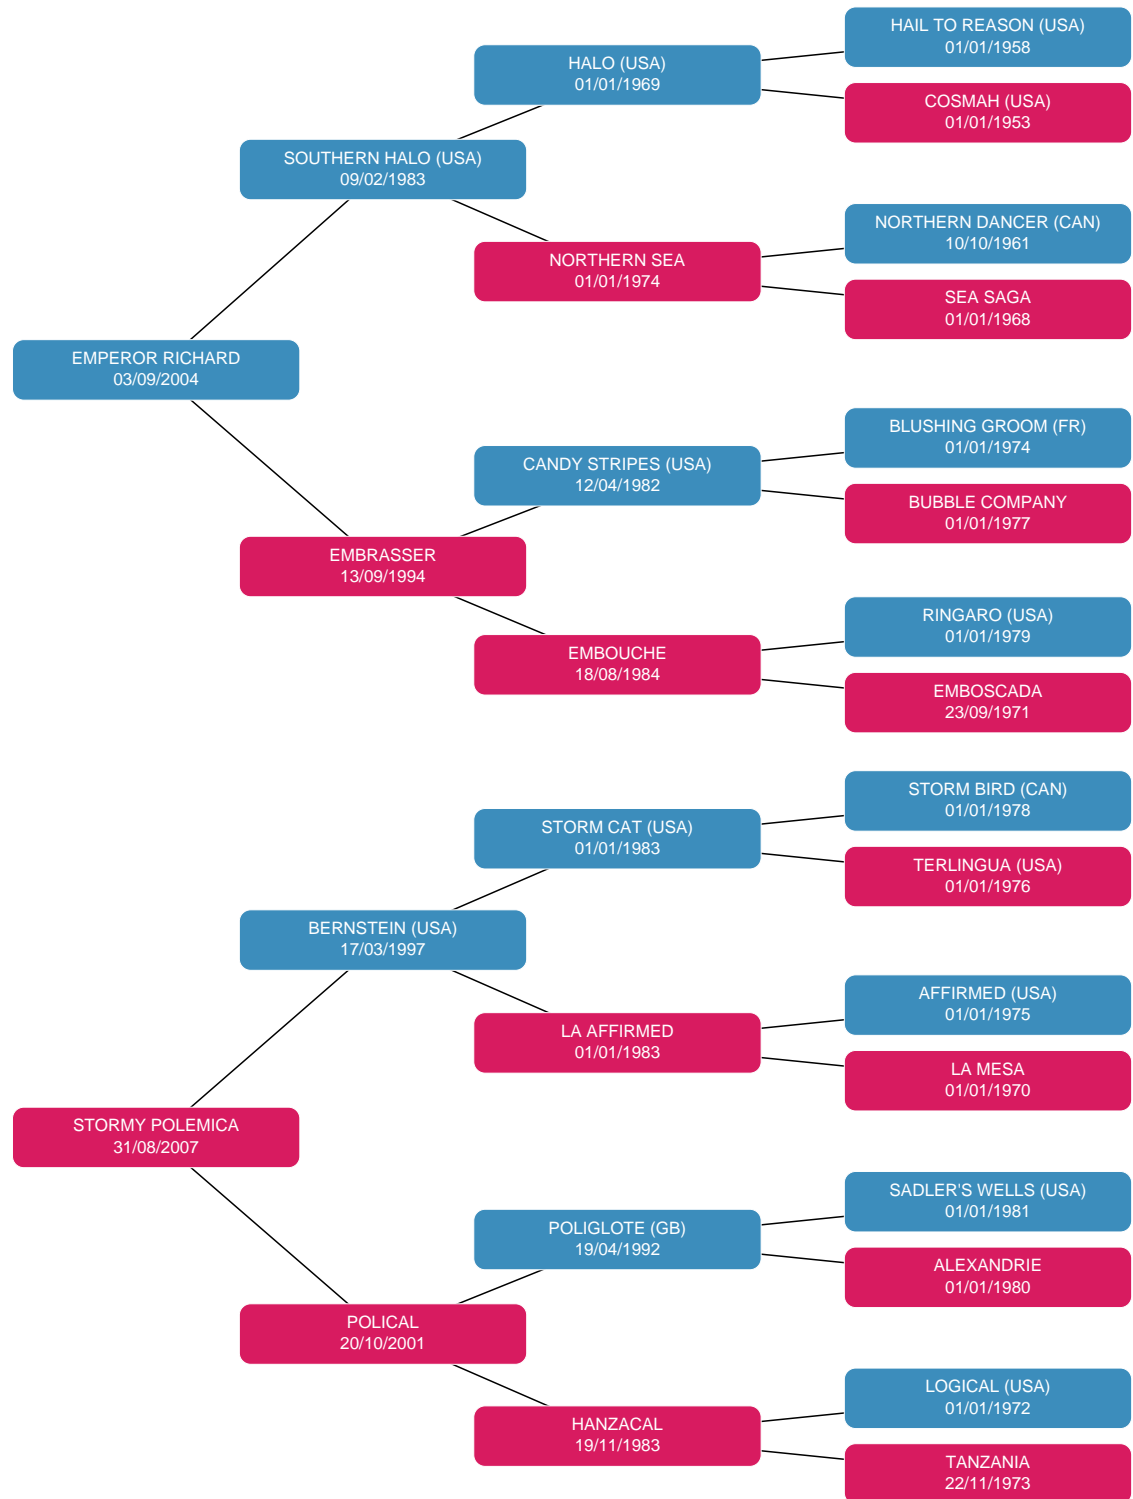 HAIL TO REASON (USA)
01/01/1958
HALO (USA)
01/01/1969
COSMAH (USA)
01/01/1953
SOUTHERN HALO (USA)
09/02/1983
NORTHERN DANCER (CAN)
10/10/1961
NORTHERN SEA
01/01/1974
SEA SAGA
01/01/1968
EMPEROR RICHARD
03/09/2004
BLUSHING GROOM (FR)
01/01/1974
CANDY STRIPES (USA)
12/04/1982
BUBBLE COMPANY
01/01/1977
EMBRASSER
13/09/1994
RINGARO (USA)
01/01/1979
EMBOUCHE
18/08/1984
EMBOSCADA
23/09/1971
STORM BIRD (CAN)
01/01/1978
STORM CAT (USA)
01/01/1983
TERLINGUA (USA)
01/01/1976
BERNSTEIN (USA)
17/03/1997
AFFIRMED (USA)
01/01/1975
LA AFFIRMED
01/01/1983
LA MESA
01/01/1970
STORMY POLEMICA
31/08/2007
SADLER'S WELLS (USA)
01/01/1981
POLIGLOTE (GB)
19/04/1992
ALEXANDRIE
01/01/1980
POLICAL
20/10/2001
LOGICAL (USA)
01/01/1972
HANZACAL
19/11/1983
TANZANIA
22/11/1973